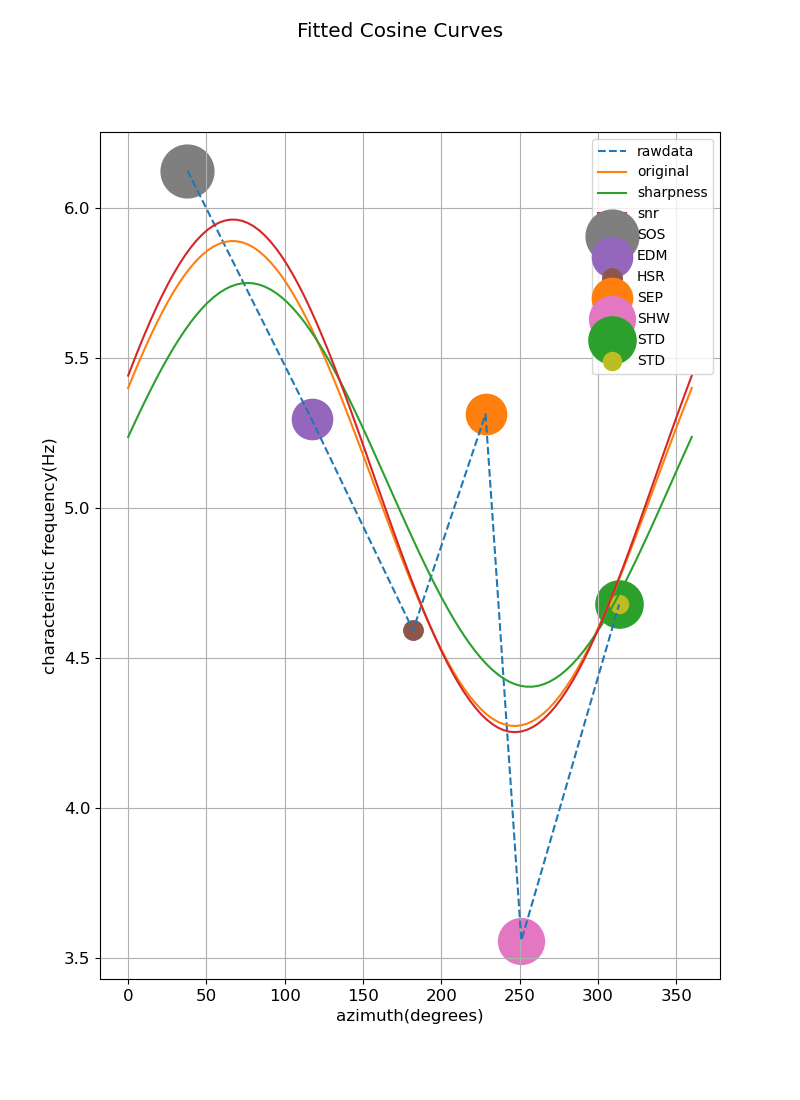 Fitted Cosine Curves
rawdata
original
sharpness
snr
SOS
EDM
HSR
SEP
SHW
STD
STD
characteristic frequency(Hz)
6.0
5.5
5.0
4.5
4.0
3.5
0 50 100 150 200 250 300 350
azimuth(degrees)